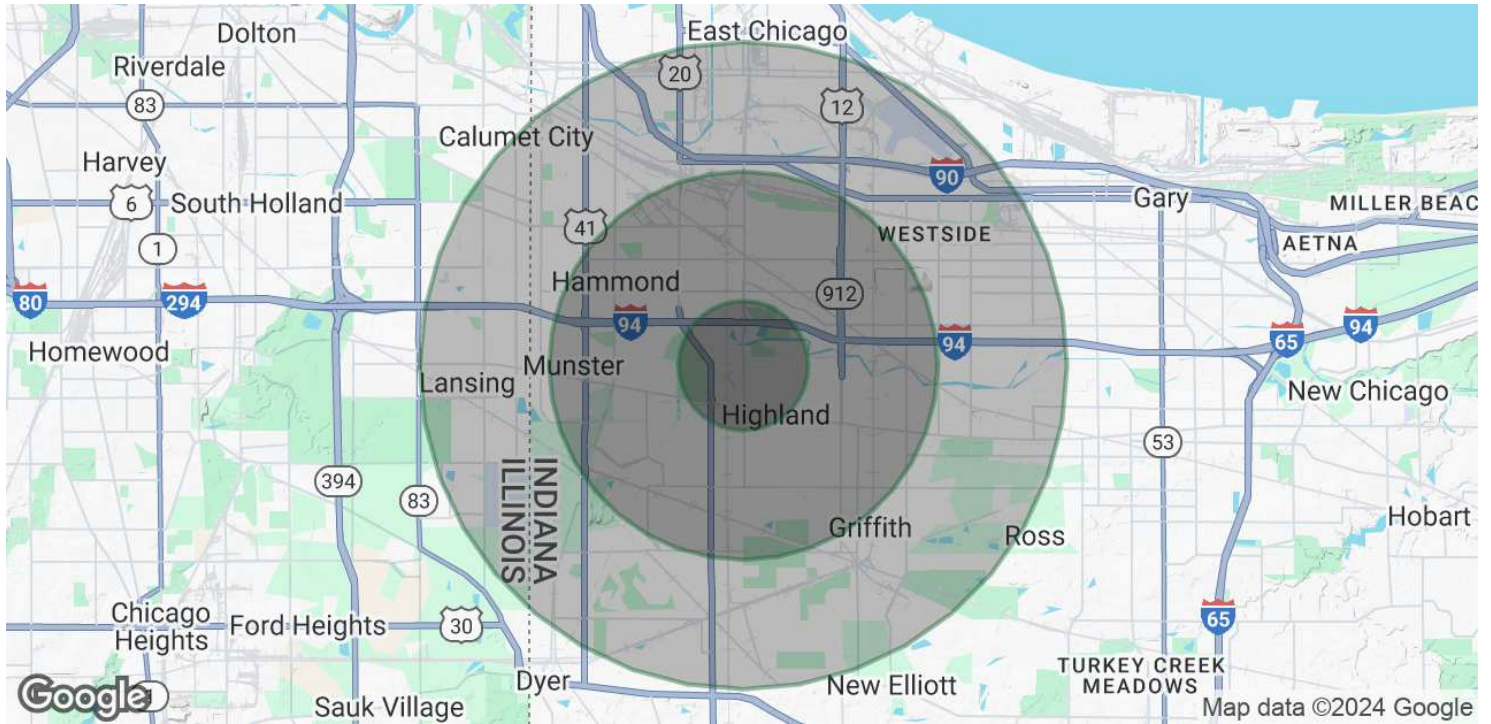 East Chicago
Dolton
Riverdale
20
83
12
Calumet City
Harvey
90
6
South Holland
Gary
MILLER BEAC
41
WESTSIDE
1
AETNA
Hammond
912
80
294
94
94
65
94
Homewood
Munster
Lansing
New Chicago
Highland
53
394
83
INDIANA
ILLINOIS
Hobart
Griffith
Ross
Chicago
Heights
Ford Heights
30
65
TURKEY CREEK
MEADOWS
Dyer
New Elliott
Google
Sauk Village
Map data ©2024 Google